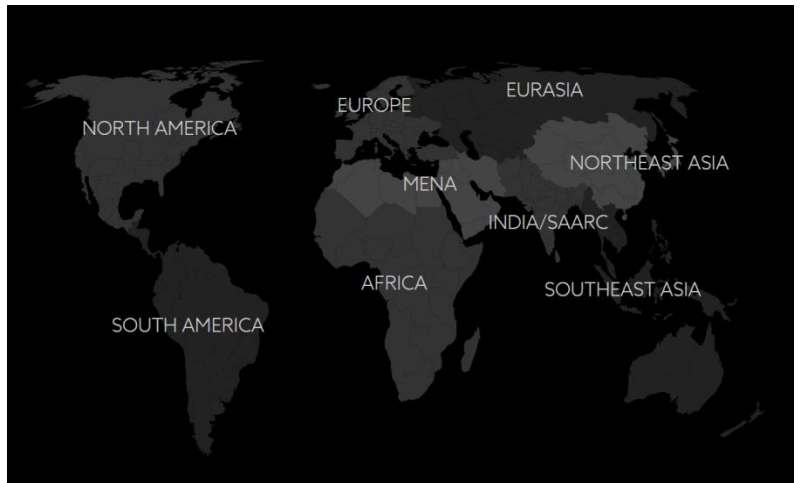 EURASIA
EUROPE
NORTH AMERICA
NORTHEAST ASIA
MENA
INDIA/SAARC
AFRICA
SOUTHEAST ASIA
SOUTH AMERICA